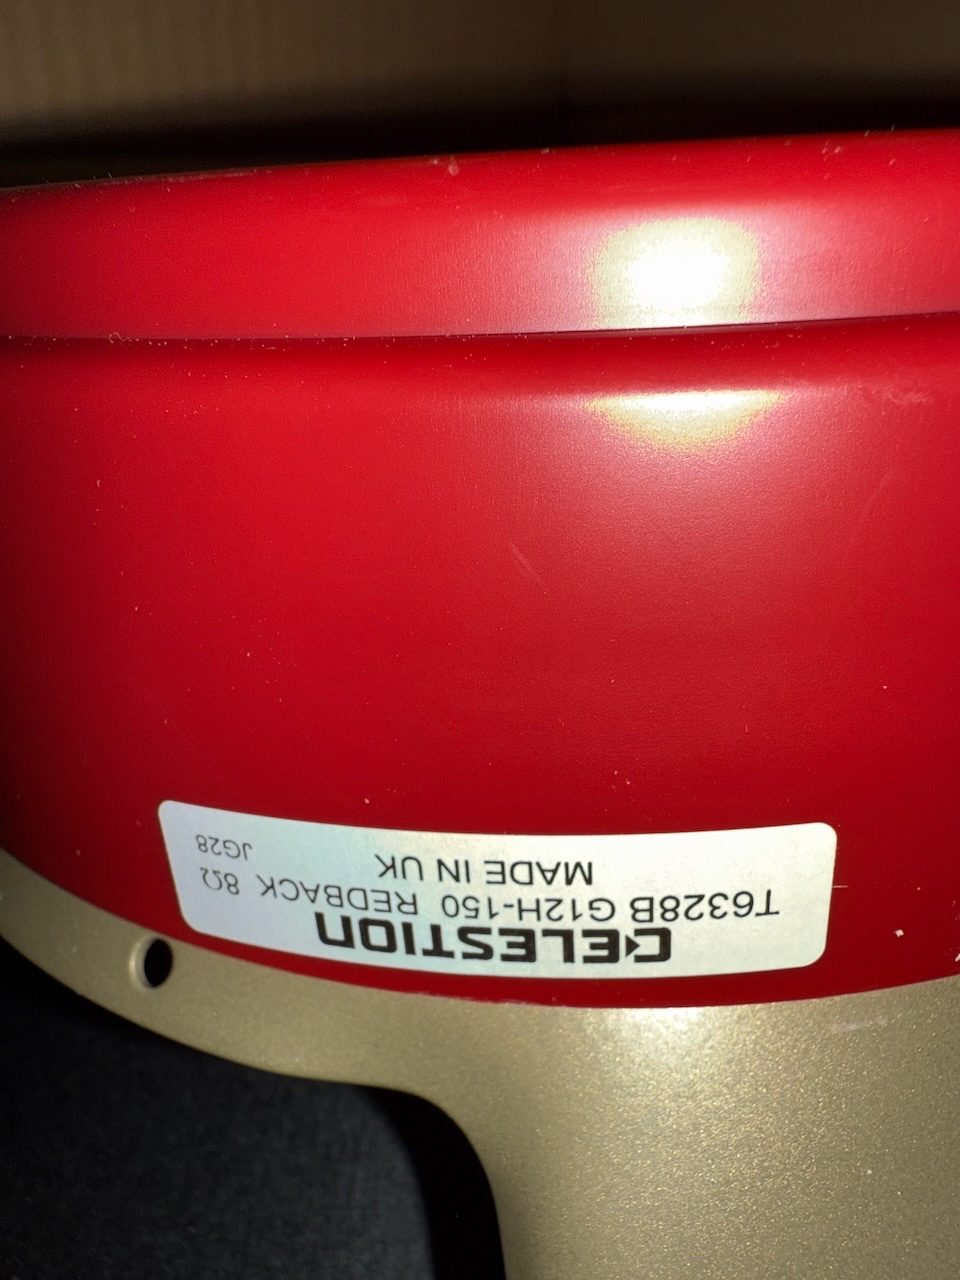 CELESTION
T6328B G12H-150 REDBACK 8Ω
MADE IN UK
JG28